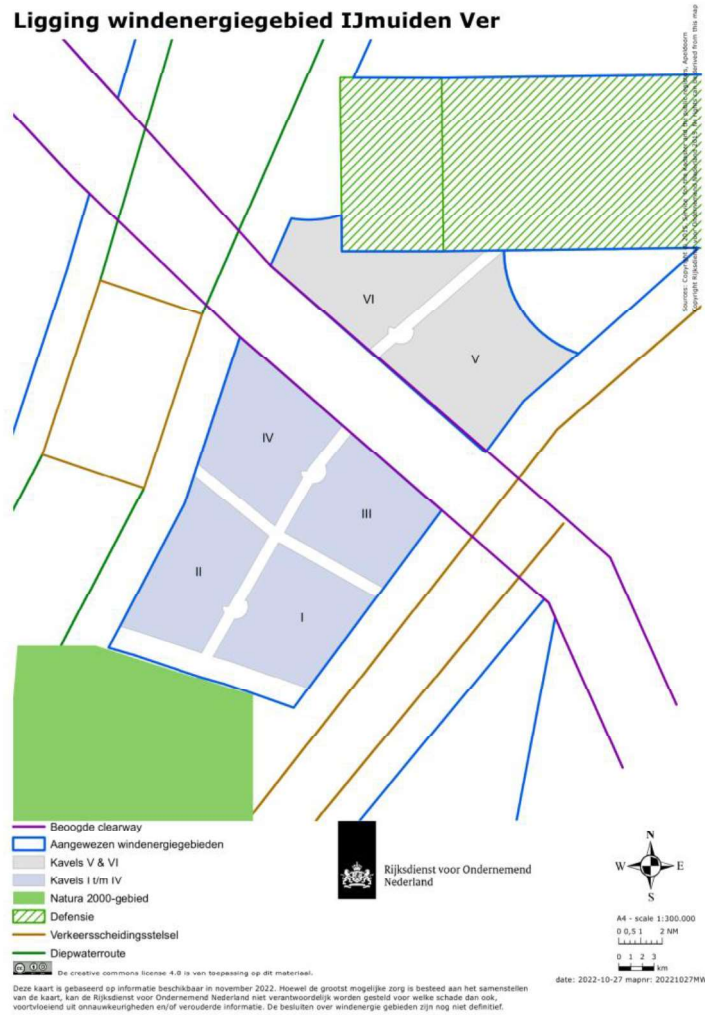 Ligging windenergiegebied IJmuiden Ver
VI
V
IV
III
II
I
Beoogde clearway
Aangewezen windenergiegebieden
Kavels V & VI
Kavels I t/m IV
Natura 2000-gebied
Defensie
Verkeersscheidingsstelsel
Diepwaterroute
De creative commons license 4.0 is van toepassing op dit materiaal.
Deze kaart is gebaseerd op informatie beschikbaar in november 2022. Hoewel de grootst mogelijke zorg is besteed aan het samenstellen
van de kaart, kan de Rijksdienst voor Ondernemend Nederland niet verantwoordelijk worden gesteld voor welke schade dan ook,
voortvloeiend uit onnauwkeurigheden en/of verouderde informatie. De besluiten over windenergie gebieden zijn nog niet definitief.
Rijksdienst voor Ondernemend
Nederland
N
W E
S
A4 - scale 1:300.000
0 0,5 1 2 NM
0 1 2 3
km
date: 2022-10-27 mapnr: 20221027MW